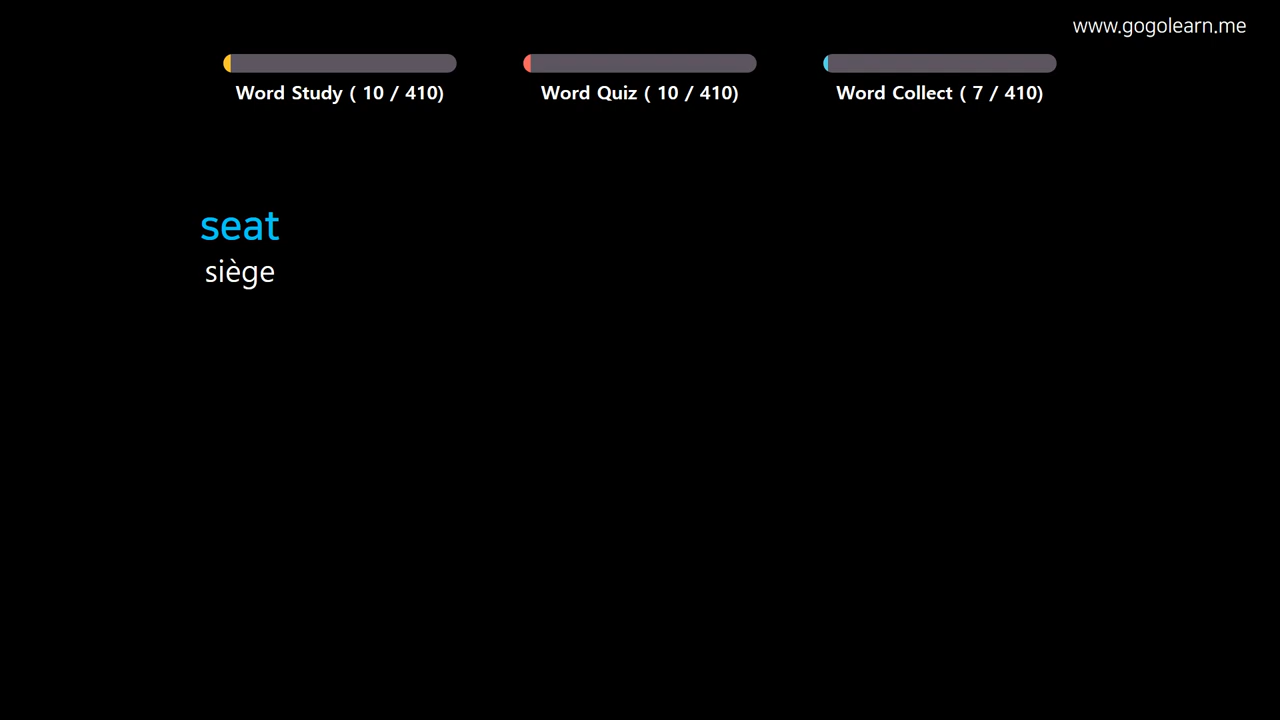 www.gogolearn.me
Word Study ( 10 / 410)
Word Quiz ( 10 / 410)
Word Collect ( 7 / 410)
seat
siège